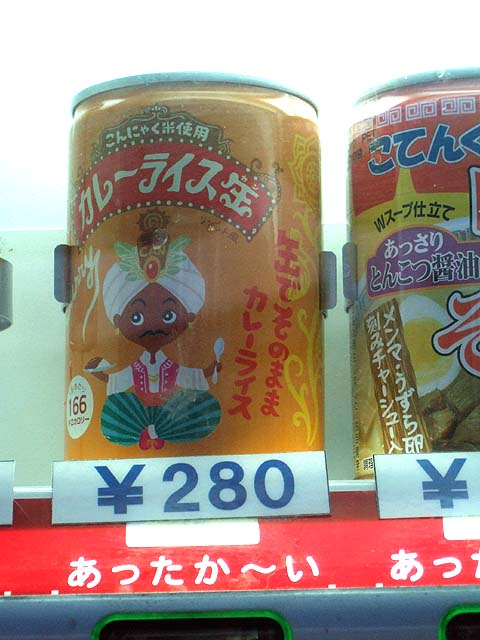 こんにゃく米使用
カレーライス缶
カン
缶でそのまま
カレーライス
166
キロカロリー
¥280
あったか～い
こてんぐ
Wスープ仕立て
あっさり
とんこつ醤油
メンマ・うずら卵
刻みチャーシュー入
¥
あっ